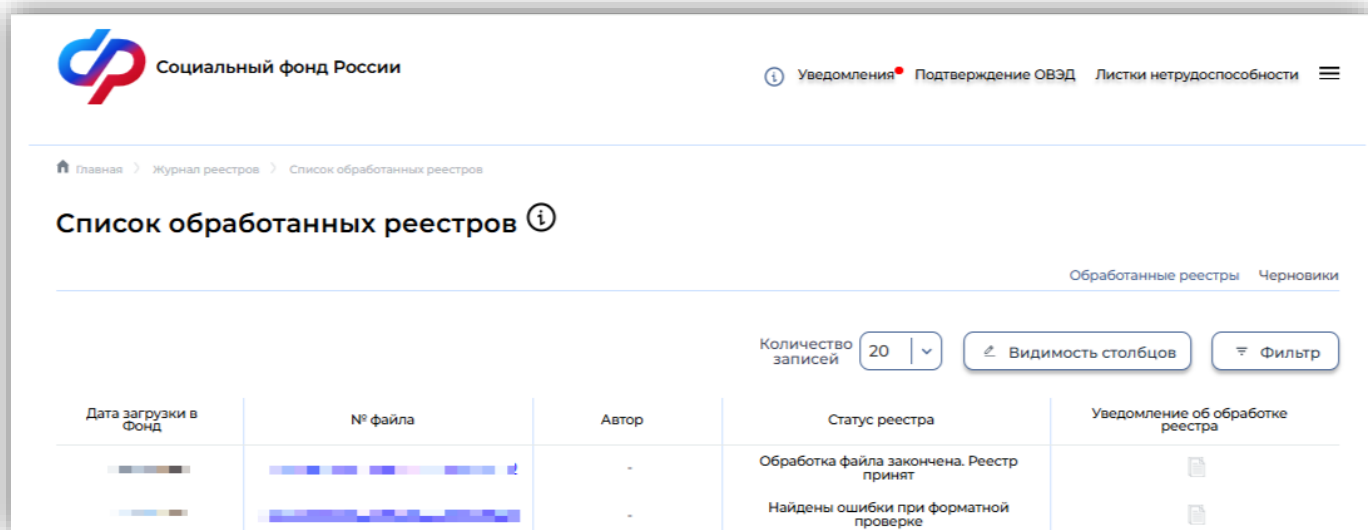 Социальный фонд России
Уведомления Подтверждение ОВЭД Листки нетрудоспособности
Главная > Журнал реестров > Список обработанных реестров
Список обработанных реестров
Обработанные реестры Черновики
Количество
записей
20
Видимость столбцов
Фильтр
Дата загрузки в
Фонд
№ файла
Автор
Статус реестра
Уведомление об обработке
реестра
-
Обработка файла закончена. Реестр
принят
-
Найдены ошибки при форматной
проверке